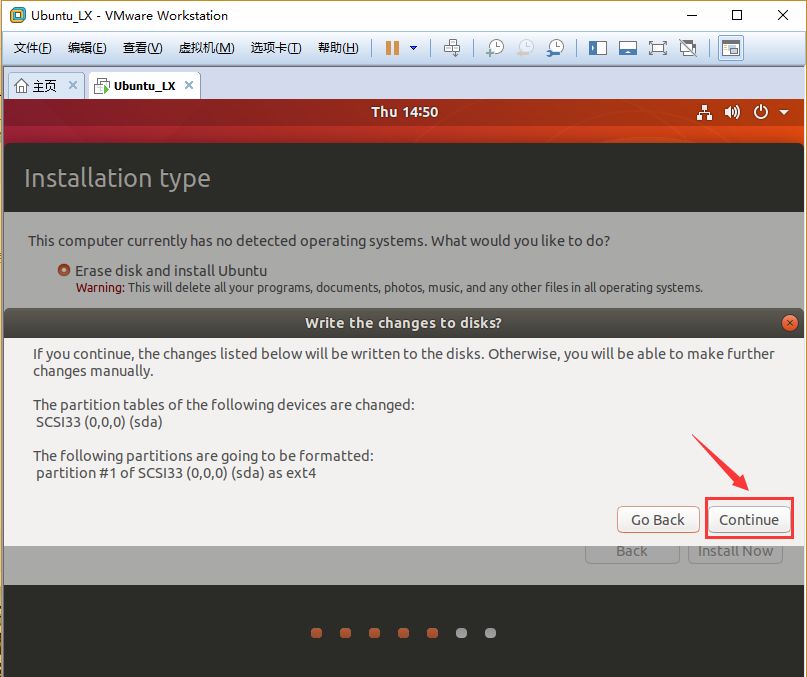 Ubuntu_LX - VMware Workstation
文件(F) 编辑(E) 查看(V) 虚拟机(M) 选项卡(T) 帮助(H)
主页 Ubuntu_LX
Thu 14:50
Installation type
This computer currently has no detected operating systems. What would you like to do?
Erase disk and install Ubuntu
Warning: This will delete all your programs, documents, photos, music, and any other files in all operating systems.
Write the changes to disks?
If you continue, the changes listed below will be written to the disks. Otherwise, you will be able to make further
changes manually.
The partition tables of the following devices are changed:
SCSI33 (0,0,0) (sda)
The following partitions are going to be formatted:
partition #1 of SCSI33 (0,0,0) (sda) as ext4
Go Back Continue
Back Install Now